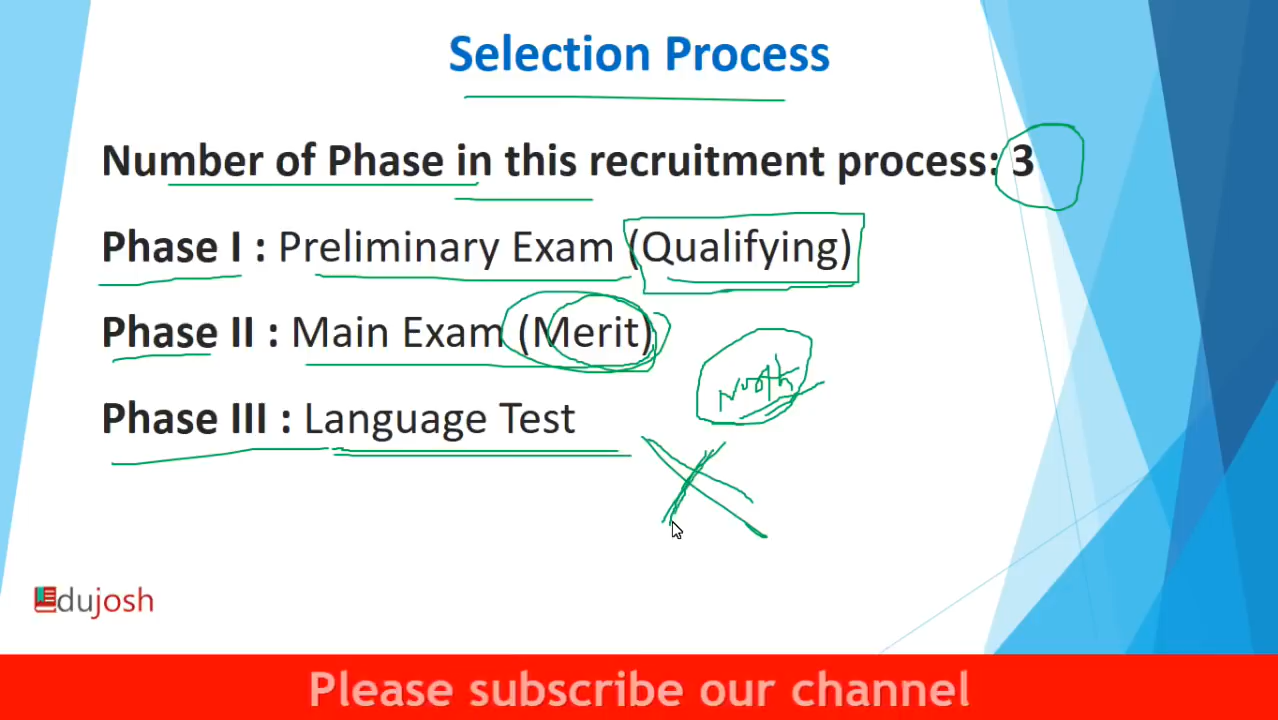 Selection Process
Number of Phase in this recruitment process: 3
Phase I : Preliminary Exam (Qualifying)
Phase II : Main Exam (Merit)
North
Phase III : Language Test
Edujosh
Please subscribe our channel